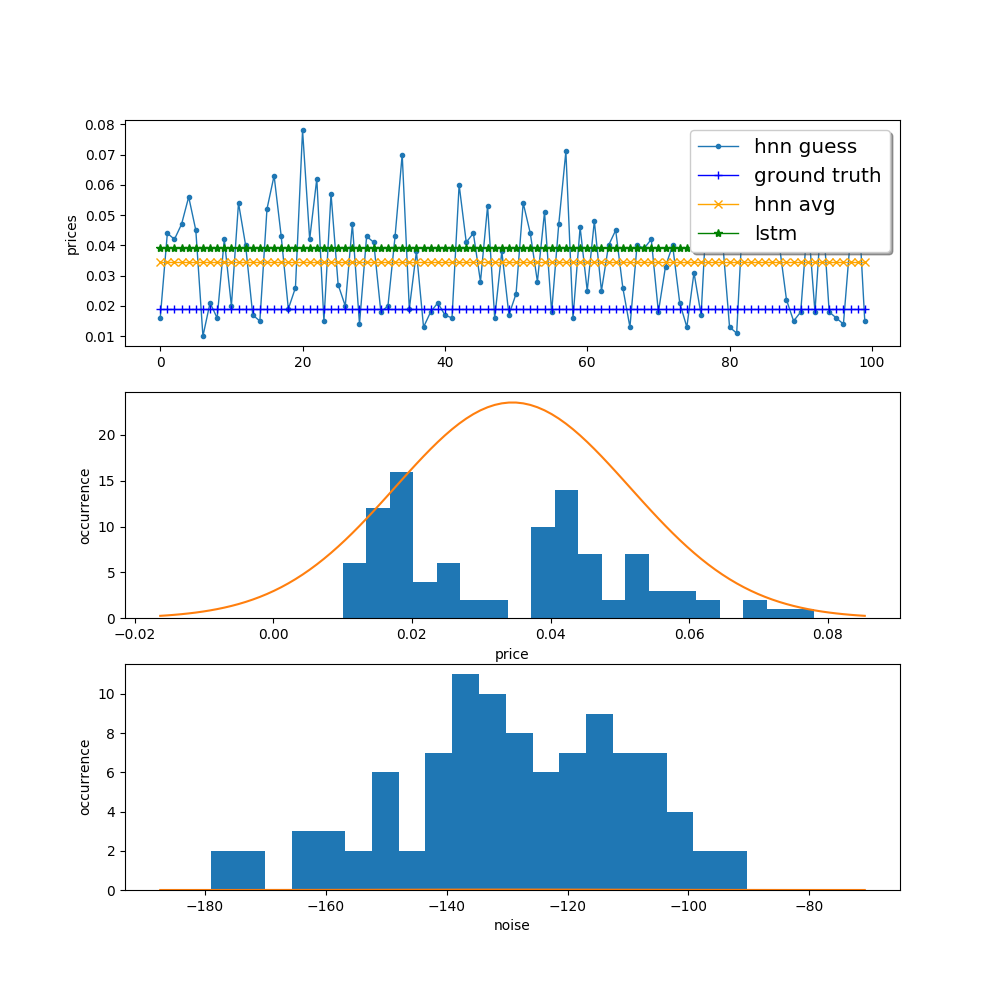 0.08
0.07
0.06
0.05
0.04
0.03
0.02
0.01
prices
0 20 40 60 80 100
hnn guess
ground truth
hnn avg
lstm
20
15
10
5
0
occurrence
−0.02 0.00 0.02 0.04 0.06 0.08
price
10
8
6
4
2
0
occurrence
−180 −160 −140 −120 −100 −80
noise